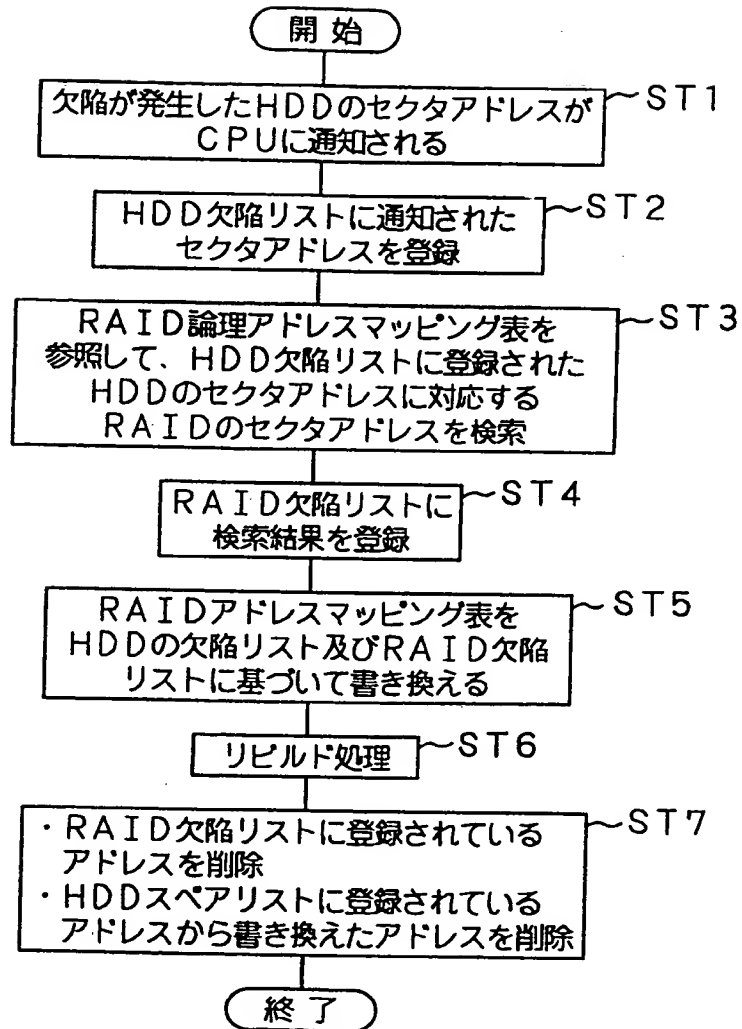 開始
欠陥が発生したHDDのセクタアドレスが
CPUに通知される
ST1
HDD欠陥リストに通知された
セクタアドレスを登録
ST2
RAID論理アドレスマッピング表を
参照して、HDD欠陥リストに登録された
HDDのセクタアドレスに対応する
RAIDのセクタアドレスを検索
ST3
RAID欠陥リストに
検索結果を登録
ST4
RAIDアドレスマッピング表を
HDDの欠陥リスト及びRAID欠陥
リストに基づいて書き換える
ST5
リビルド処理
ST6
・RAID欠陥リストに登録されている
アドレスを削除
・HDDスペアリストに登録されている
アドレスから書き換えたアドレスを削除
ST7
終了